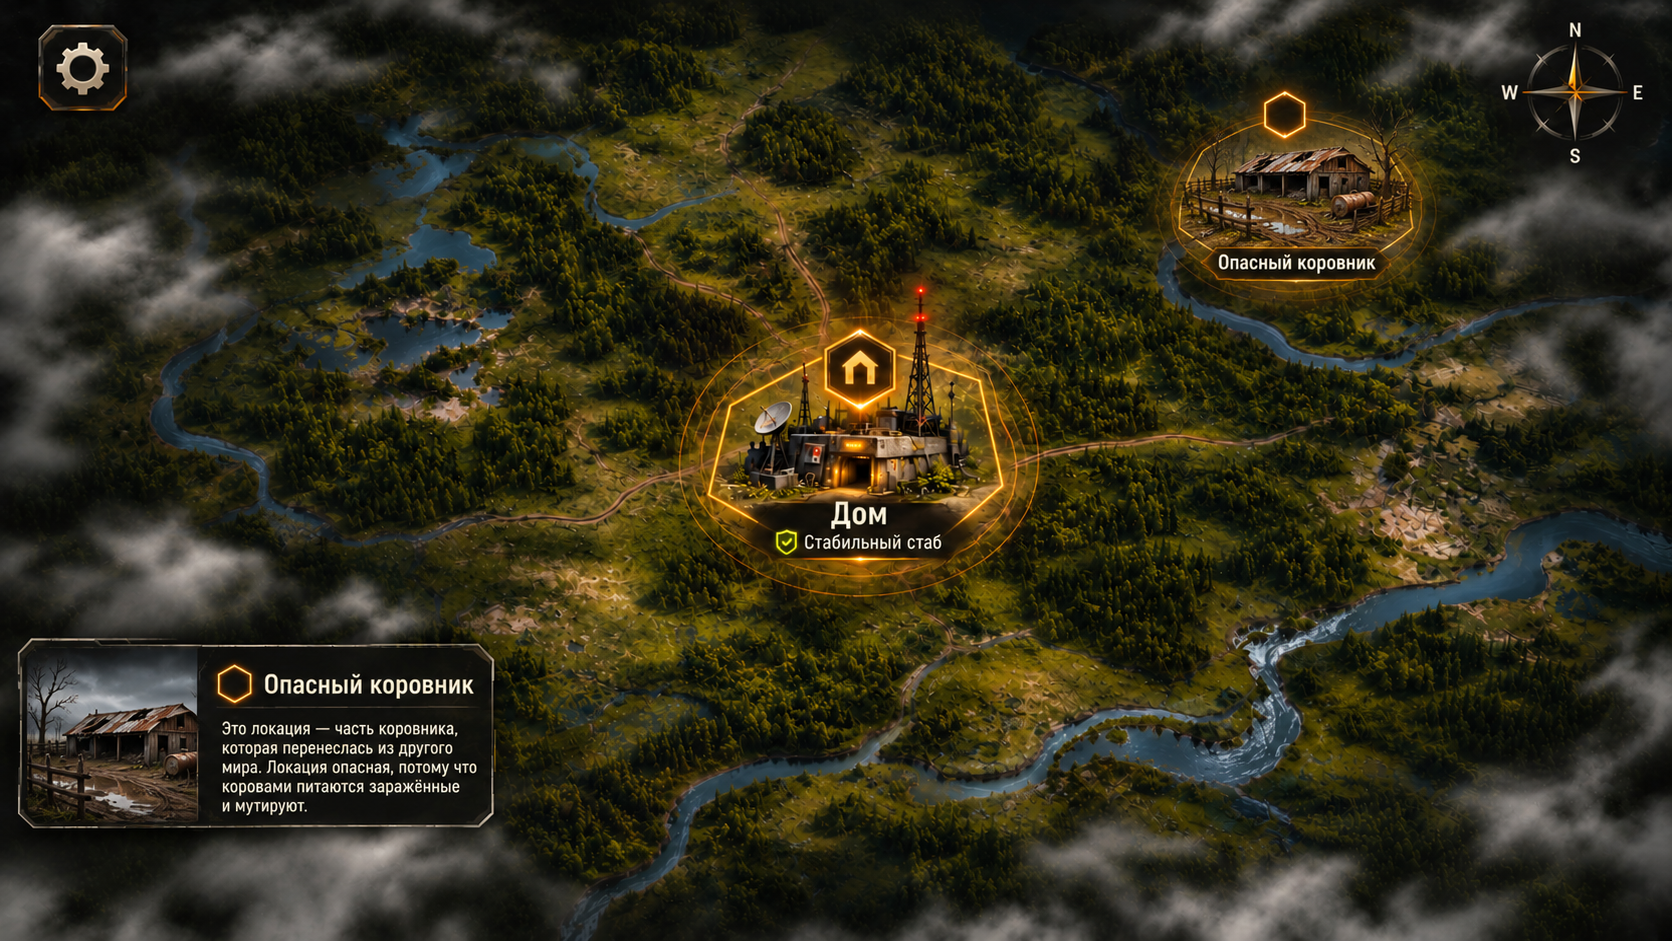 N
W
E
S
Опасный коровник
Дом
Стабильный стаб
Опасный коровник
Это локация — часть коровника,
которая перенеслась из другого
мира. Локация опасная, потому что
коровами питаются заражённые
и мутируют.